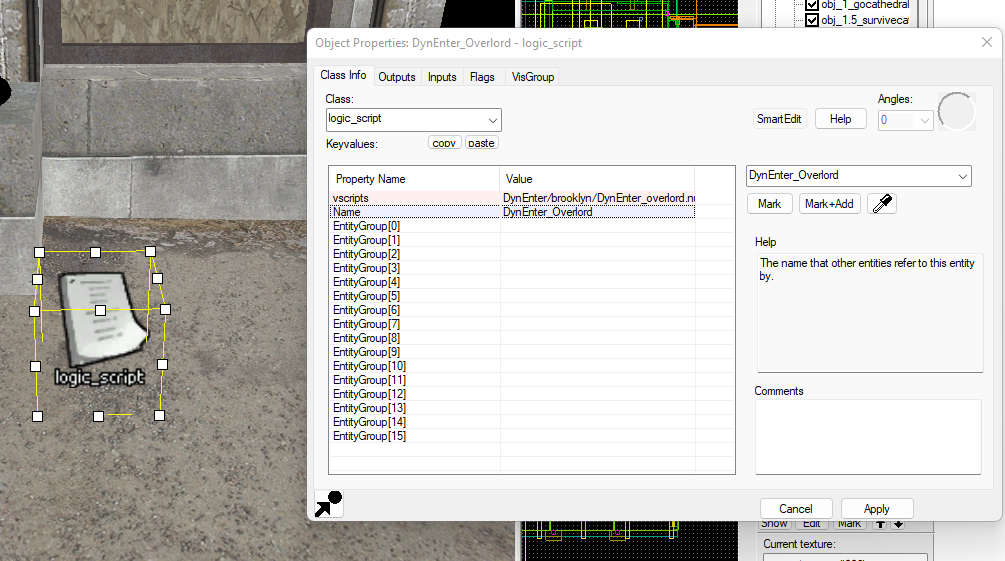 obj_1_gocathedral
obj_1.5_surviveca
Object Properties: DynEnter_Overlord - logic_script
Class Info
Outputs
Inputs
Flags
VisGroup
Class:
logic_script
SmartEdit
Help
Angles:
0
Keyvalues:
copy
paste
Property Name
Value
vscripts
DynEnter/brooklyn/DynEnter_overlord.nu
Name
DynEnter_Overlord
EntityGroup[0]
EntityGroup[1]
EntityGroup[2]
EntityGroup[3]
EntityGroup[4]
EntityGroup[5]
EntityGroup[6]
EntityGroup[7]
EntityGroup[8]
EntityGroup[9]
EntityGroup[10]
EntityGroup[11]
EntityGroup[12]
EntityGroup[13]
EntityGroup[14]
EntityGroup[15]
DynEnter_Overlord
Mark
Mark+Add
Help
The name that other entities refer to this entity
by.
Comments
Cancel
Apply
logic_script
Show
Edit
Mark
Current texture: